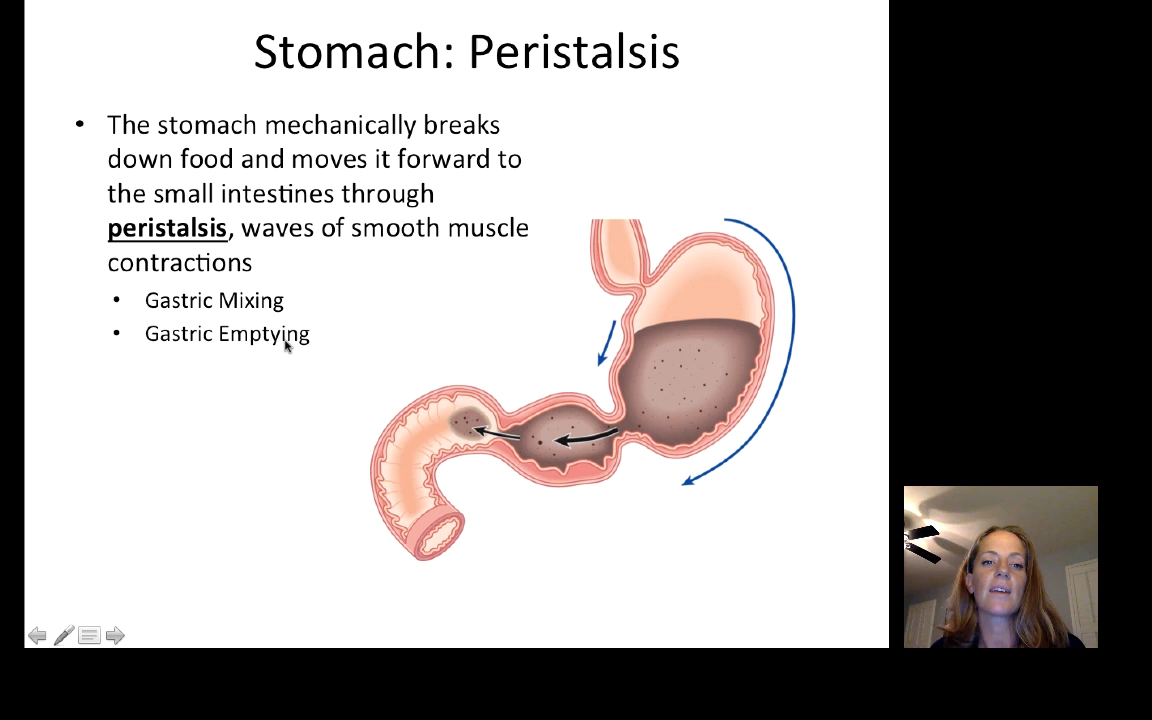 Stomach: Peristalsis
• The stomach mechanically breaks
down food and moves it forward to
the small intestines through
peristalsis, waves of smooth muscle
contractions
• Gastric Mixing
• Gastric Emptying